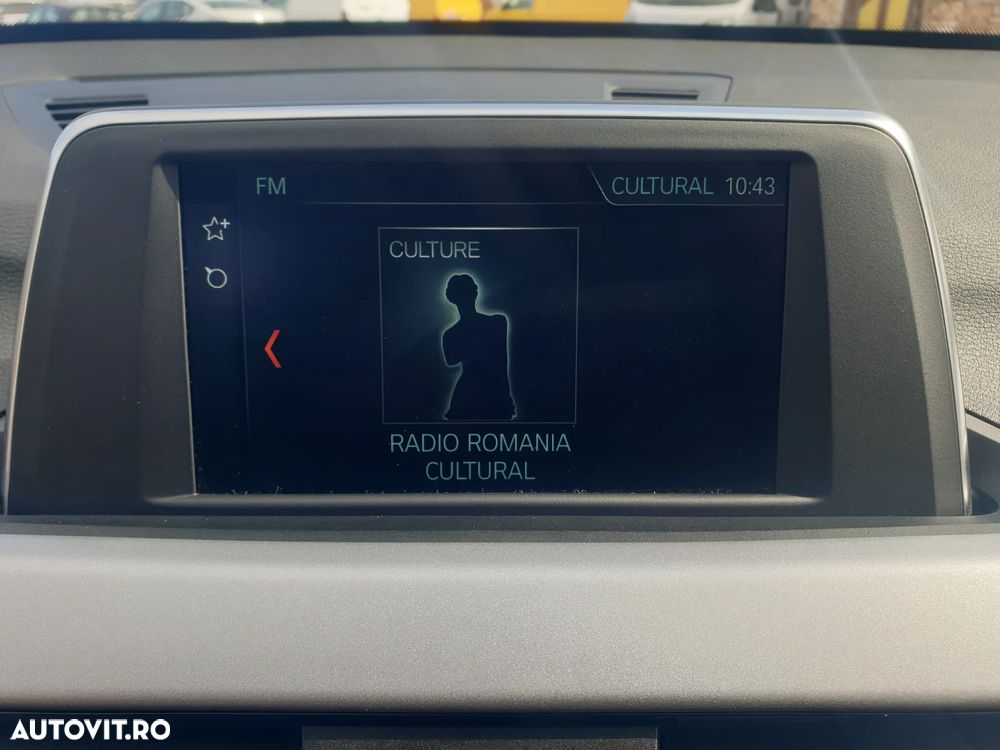 FM
CULTURAL 10:43
CULTURE
RADIO ROMANIA
CULTURAL
AUTOVIT.RO